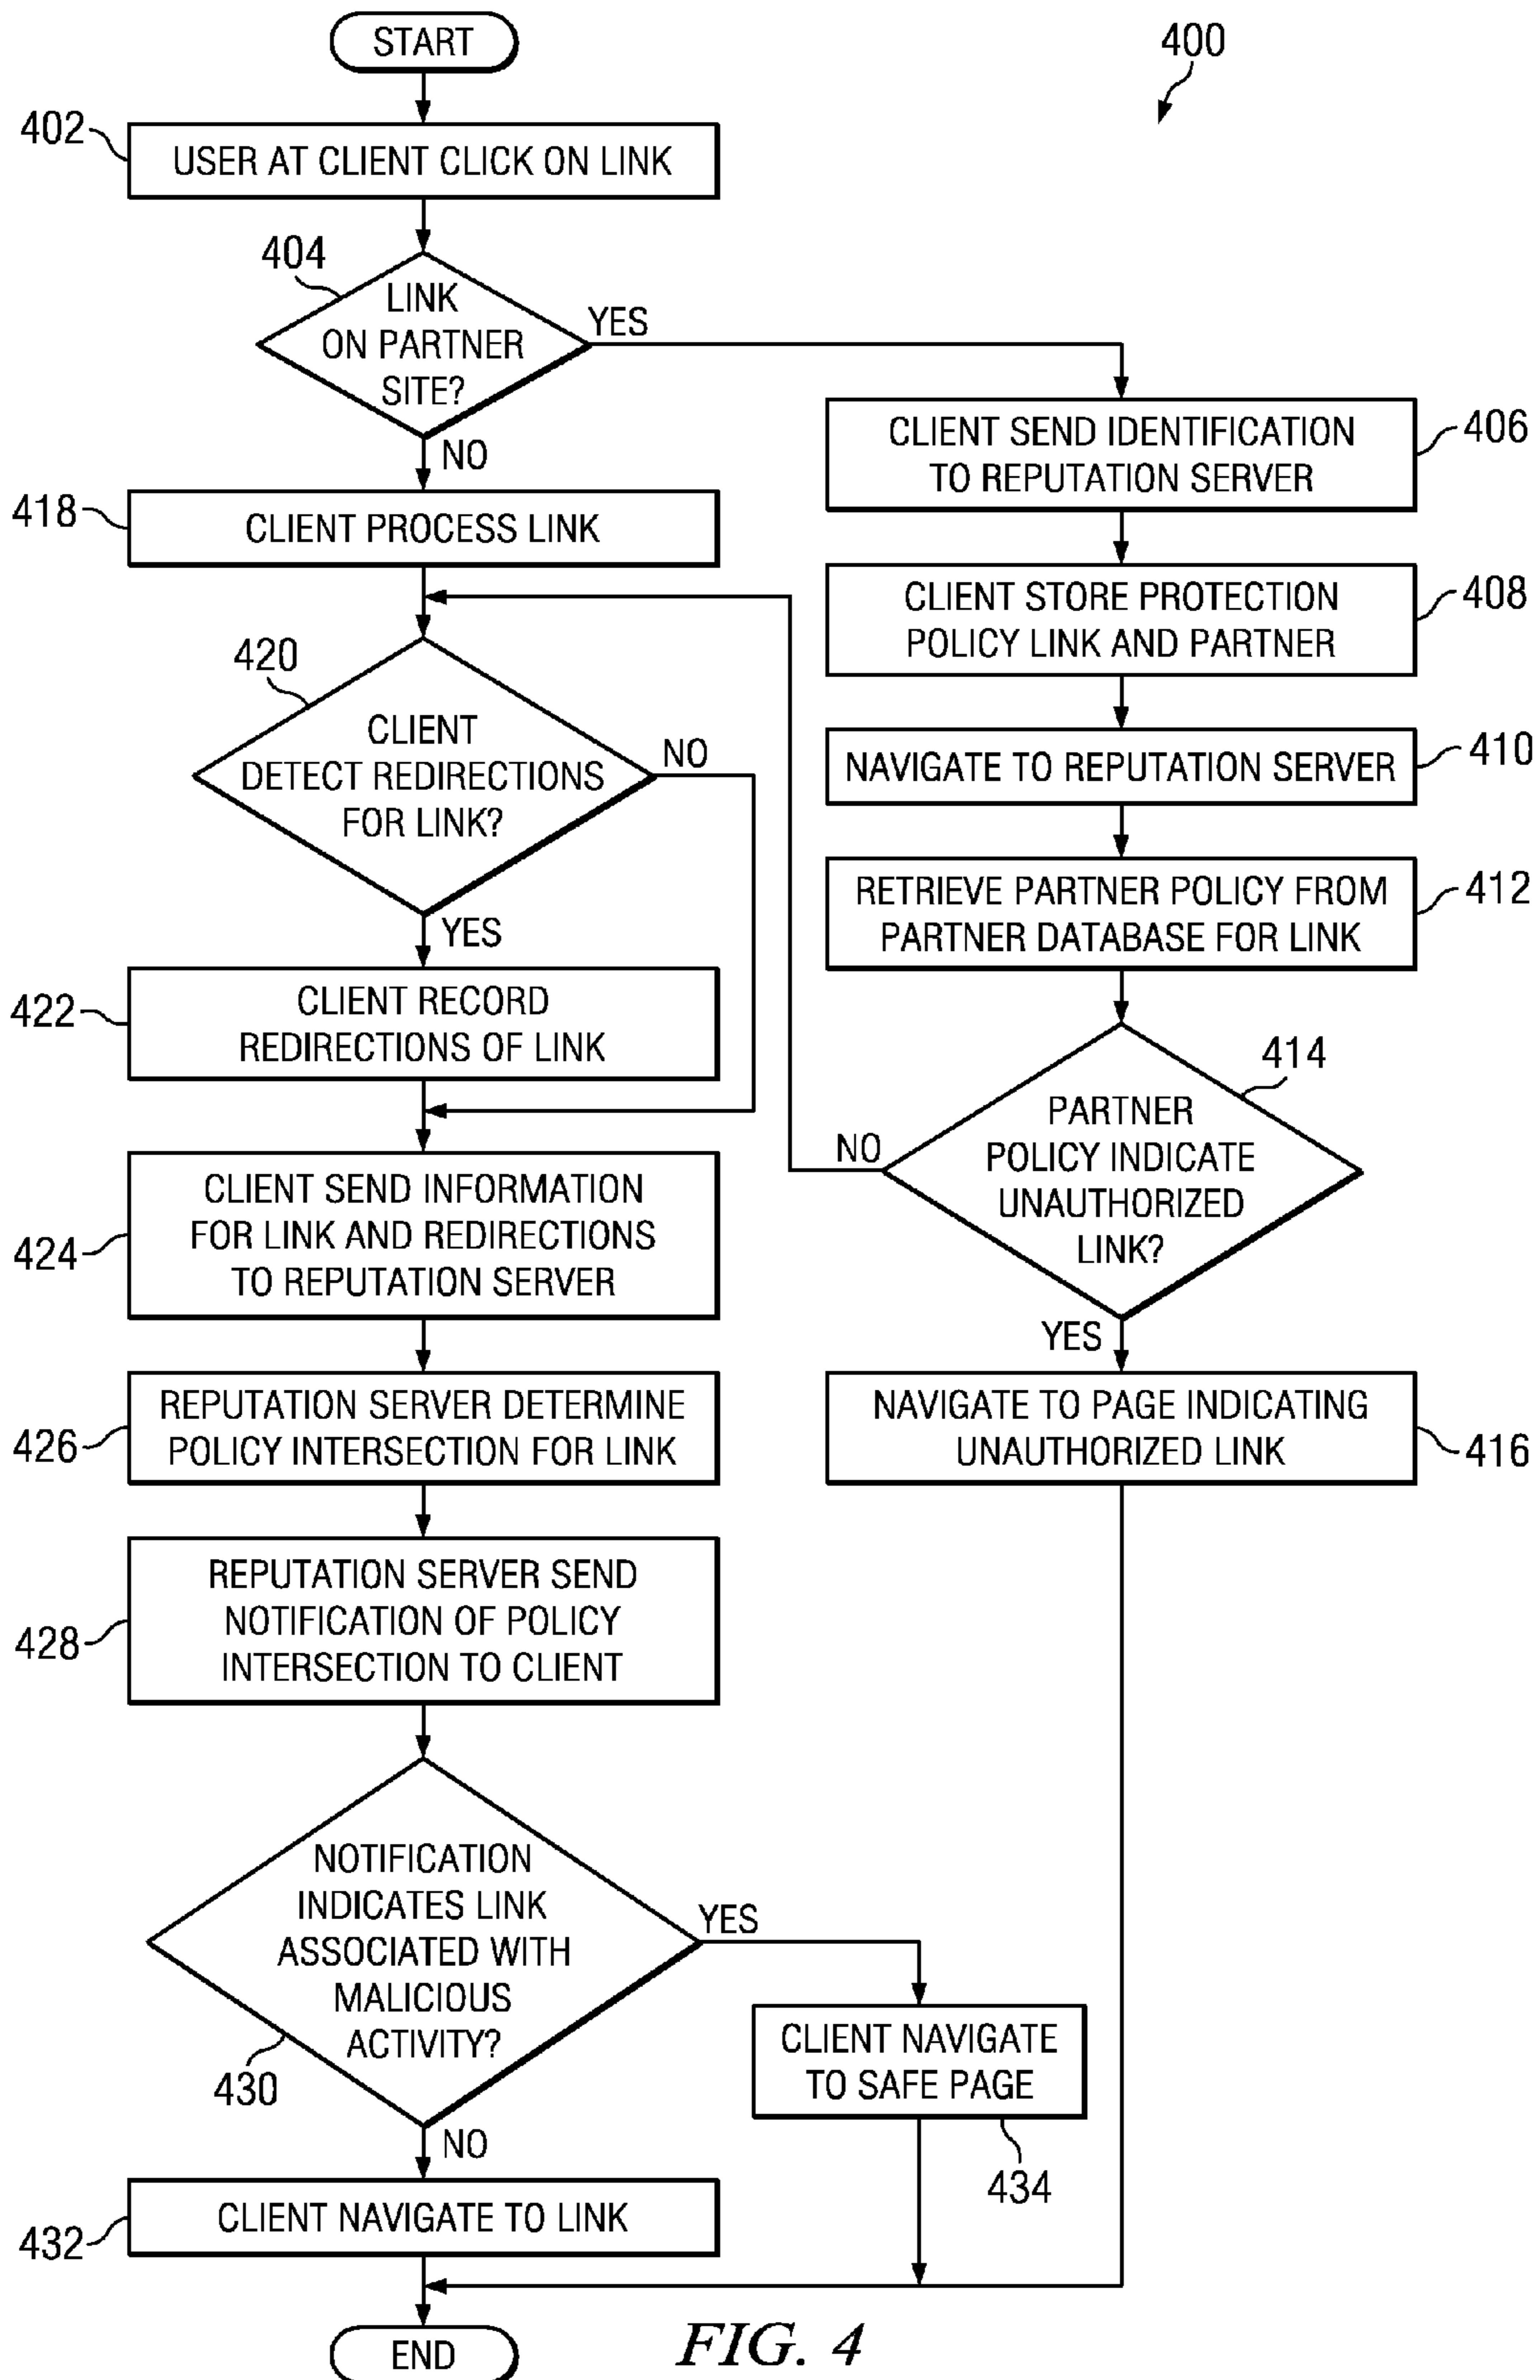 START
400
402
USER AT CLIENT CLICK ON LINK
404
LINK
ON PARTNER
SITE?
YES
NO
406
CLIENT SEND IDENTIFICATION
TO REPUTATION SERVER
418
CLIENT PROCESS LINK
408
CLIENT STORE PROTECTION
POLICY LINK AND PARTNER
420
CLIENT
DETECT REDIRECTIONS
FOR LINK?
NO
YES
410
NAVIGATE TO REPUTATION SERVER
412
RETRIEVE PARTNER POLICY FROM
PARTNER DATABASE FOR LINK
422
CLIENT RECORD
REDIRECTIONS OF LINK
414
PARTNER
POLICY INDICATE
UNAUTHORIZED
LINK?
NO
YES
424
CLIENT SEND INFORMATION
FOR LINK AND REDIRECTIONS
TO REPUTATION SERVER
416
NAVIGATE TO PAGE INDICATING
UNAUTHORIZED LINK
426
REPUTATION SERVER DETERMINE
POLICY INTERSECTION FOR LINK
428
REPUTATION SERVER SEND
NOTIFICATION OF POLICY
INTERSECTION TO CLIENT
NOTIFICATION
INDICATES LINK
ASSOCIATED WITH
MALICIOUS
ACTIVITY?
430
YES
NO
CLIENT NAVIGATE
TO SAFE PAGE
434
432
CLIENT NAVIGATE TO LINK
END
FIG. 4